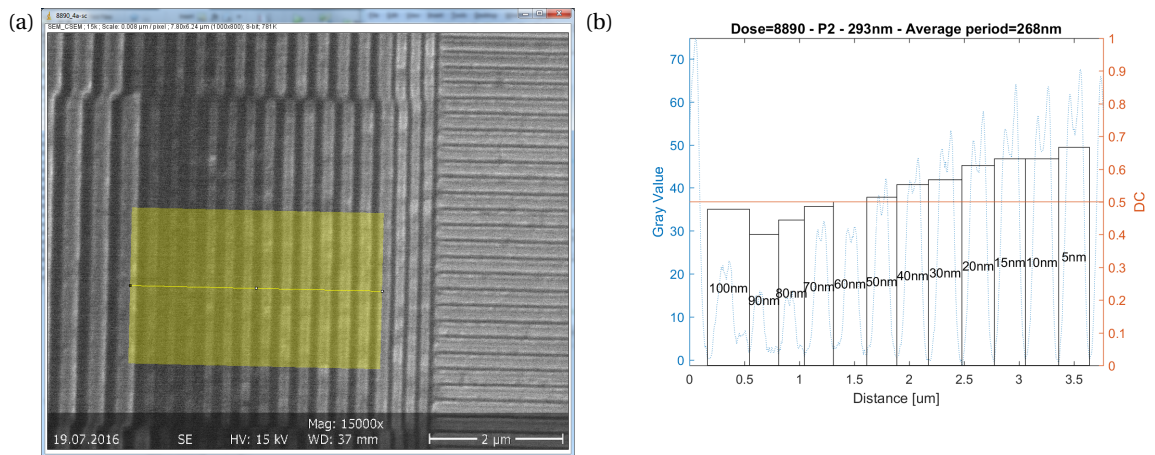 (a)
8890_4a-sc
SEM_CSEM; 15k; Scale: 0.008 µm / pixel; 7.80x6.24 µm (1000x800); 8-bit; 781K
Mag: 15000x
19.07.2016 SE HV: 15 kV WD: 37 mm 2 µm
(b)
Dose=8890 - P2 - 293nm - Average period=268nm
70
60
50
40
30
20
10
0
Gray Value
100nm
90nm
80nm
70nm
60nm
50nm
40nm
30nm
20nm
15nm
10nm
5nm
1
0.9
0.8
0.7
0.6
0.5
0.4
0.3
0.2
0.1
0
DC
0 0.5 1 1.5 2 2.5 3 3.5
Distance [um]